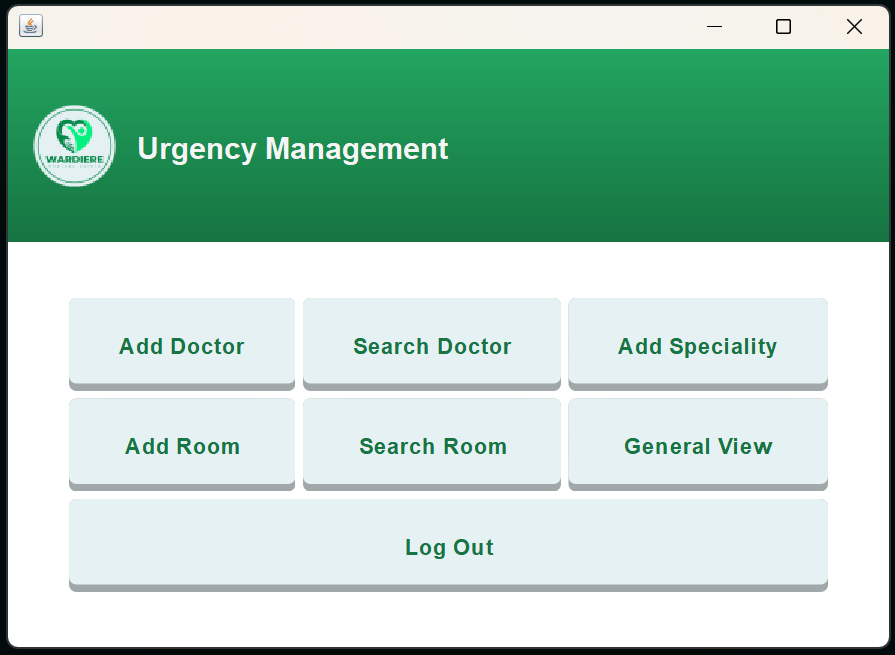 WARDIERE
Urgency Management
Add Doctor
Search Doctor
Add Speciality
Add Room
Search Room
General View
Log Out